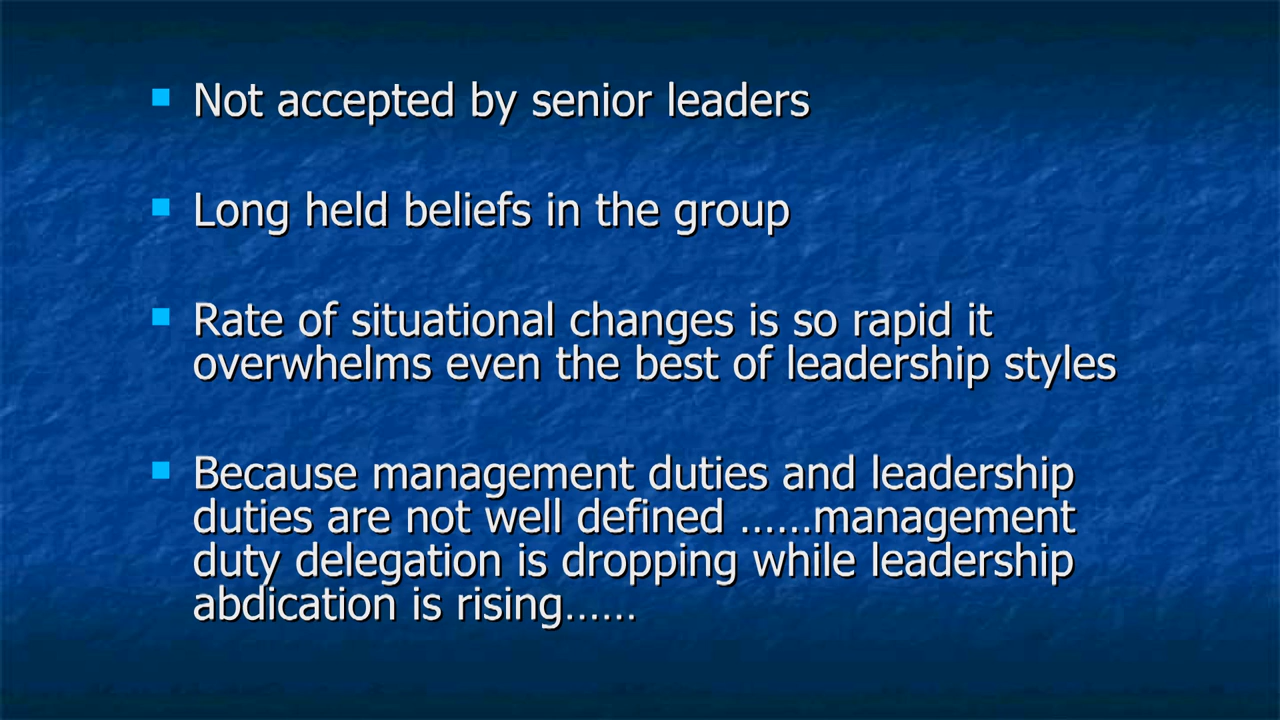 Not accepted by senior leaders
Long held beliefs in the group
Rate of situational changes is so rapid it
overwhelms even the best of leadership styles
Because management duties and leadership
duties are not well defined ……management
duty delegation is dropping while leadership
abdication is rising……